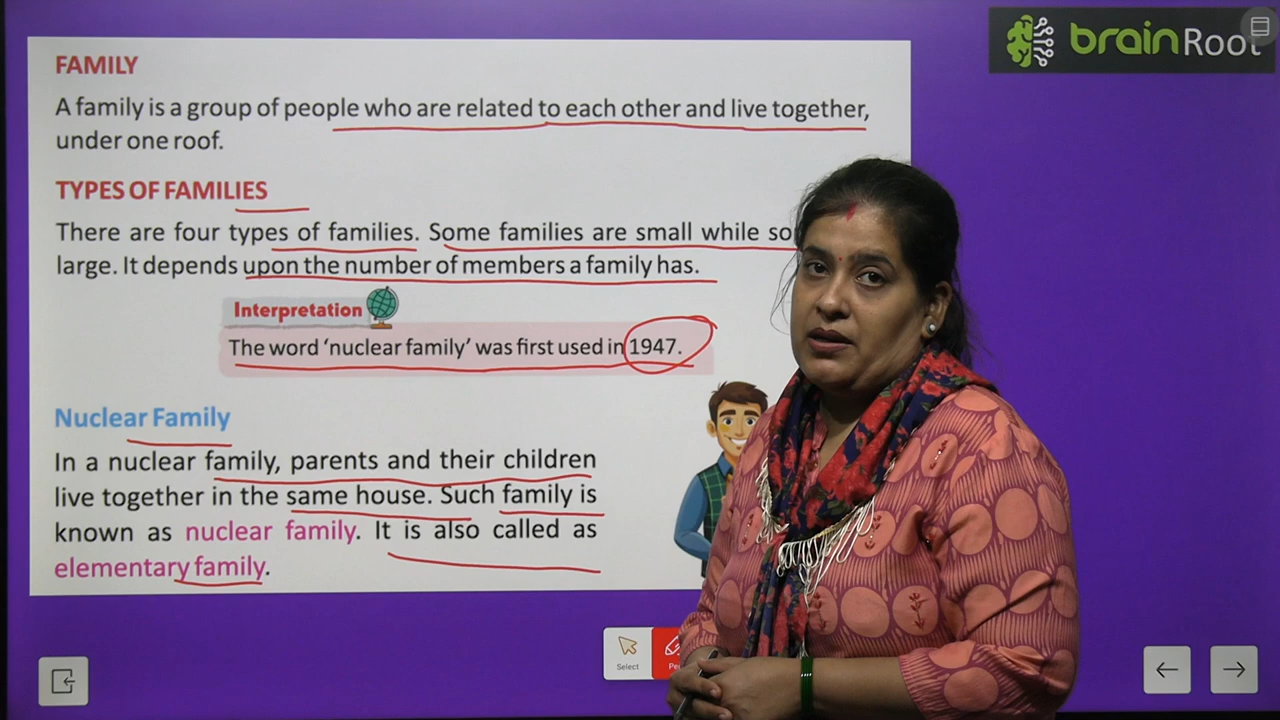 brainRoot
FAMILY
A family is a group of people who are related to each other and live together,
under one roof.
TYPES OF FAMILIES
There are four types of families. Some families are small while
large. It depends upon the number of members a family has.
Interpretation
The word ‘nuclear family’ was first used in 1947.
Nuclear Family
In a nuclear family, parents and their children
live together in the same house. Such family is
known as nuclear family. It is also called as
elementary family.
Select